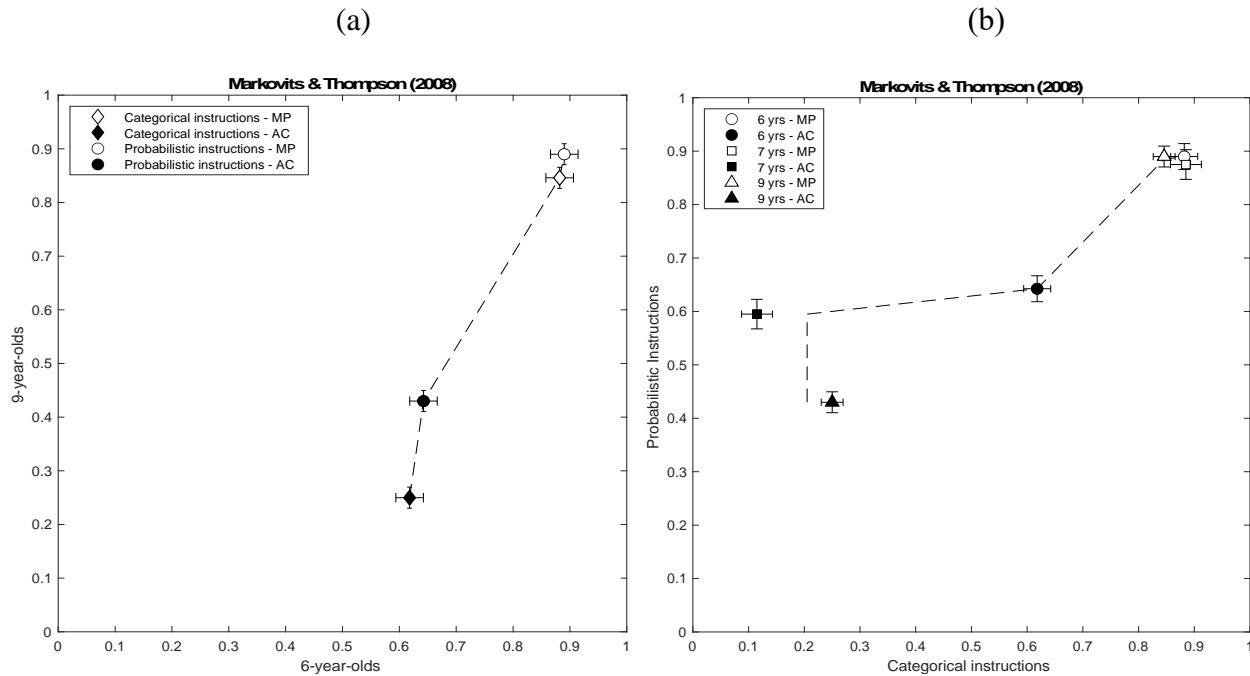 (a)
(b)
Markovits & Thompson (2008)
Markovits & Thompson (2008)
1
0.9
0.8
0.7
0.6
0.5
0.4
0.3
0.2
0.1
0
9-year-olds
Categorical instructions - MP
Categorical instructions - AC
Probabilistic instructions - MP
Probabilistic instructions - AC
0 0.1 0.2 0.3 0.4 0.5 0.6 0.7 0.8 0.9 1
6-year-olds
1
0.9
0.8
0.7
0.6
0.5
0.4
0.3
0.2
0.1
0
Probabilistic Instructions
6 yrs - MP
6 yrs - AC
7 yrs - MP
7 yrs - AC
9 yrs - MP
9 yrs - AC
0 0.1 0.2 0.3 0.4 0.5 0.6 0.7 0.8 0.9 1
Categorical instructions